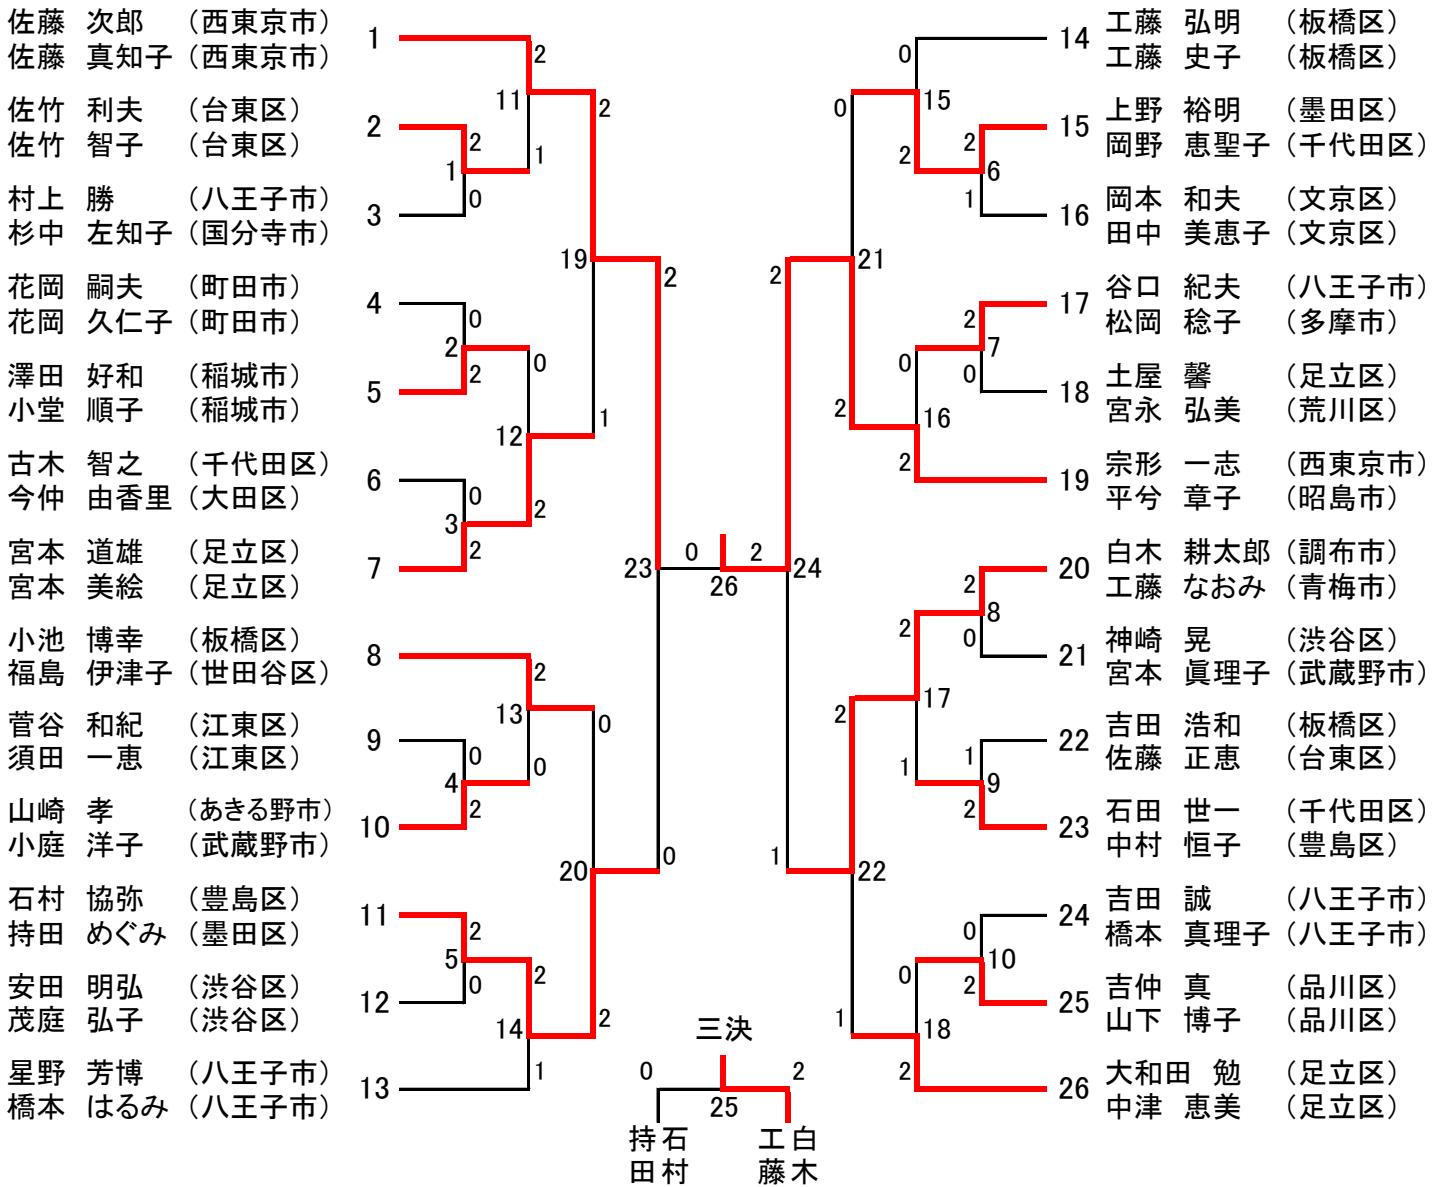 佐藤 次郎 （西東京市）
佐藤 真知子（西東京市）
1
佐竹 利夫 （台東区）
佐竹 智子 （台東区）
2
村上 勝 （八王子市）
杉中 左知子（国分寺市）
3
花岡 嗣夫 （町田市）
花岡 久仁子（町田市）
4
澤田 好和 （稲城市）
小堂 順子 （稲城市）
5
古木 智之 （千代田区）
今仲 由香里（大田区）
6
宮本 道雄 （足立区）
宮本 美絵 （足立区）
7
小池 博幸 （板橋区）
福島 伊津子（世田谷区）
8
菅谷 和紀 （江東区）
須田 一恵 （江東区）
9
山崎 孝 （あきる野市）
小庭 洋子 （武蔵野市）
10
石村 協弥 （豊島区）
持田 めぐみ（墨田区）
11
安田 明弘 （渋谷区）
茂庭 弘子 （渋谷区）
12
星野 芳博 （八王子市）
橋本 はるみ（八王子市）
13
2
11
1
2
1
0
0
2
2
0
12
2
0
3
2
2
19
1
2
13
0
0
4
2
0
20
2
2
5
0
2
14
1
2
23
0
0
26
2
24
2
1
三決
0
25
2
持田
石村
工藤
白木
14
工藤 弘明 （板橋区）
工藤 史子 （板橋区）
15
上野 裕明 （墨田区）
岡野 恵聖子（千代田区）
16
岡本 和夫 （文京区）
田中 美恵子（文京区）
17
谷口 紀夫 （八王子市）
松岡 稔子 （多摩市）
18
土屋 馨 （足立区）
宮永 弘美 （荒川区）
19
宗形 一志 （西東京市）
平兮 章子 （昭島市）
20
白木 耕太郎（調布市）
工藤 なおみ（青梅市）
21
神崎 晃 （渋谷区）
宮本 眞理子（武蔵野市）
22
吉田 浩和 （板橋区）
佐藤 正恵 （台東区）
23
石田 世一 （千代田区）
中村 恒子 （豊島区）
24
吉田 誠 （八王子市）
橋本 真理子（八王子市）
25
吉仲 真 （品川区）
山下 博子 （品川区）
26
大和田 勉 （足立区）
中津 恵美 （足立区）
0
15
2
2
6
1
0
21
2
2
7
0
0
16
2
2
8
0
2
17
1
1
9
2
2
22
1
0
10
2
0
18
2